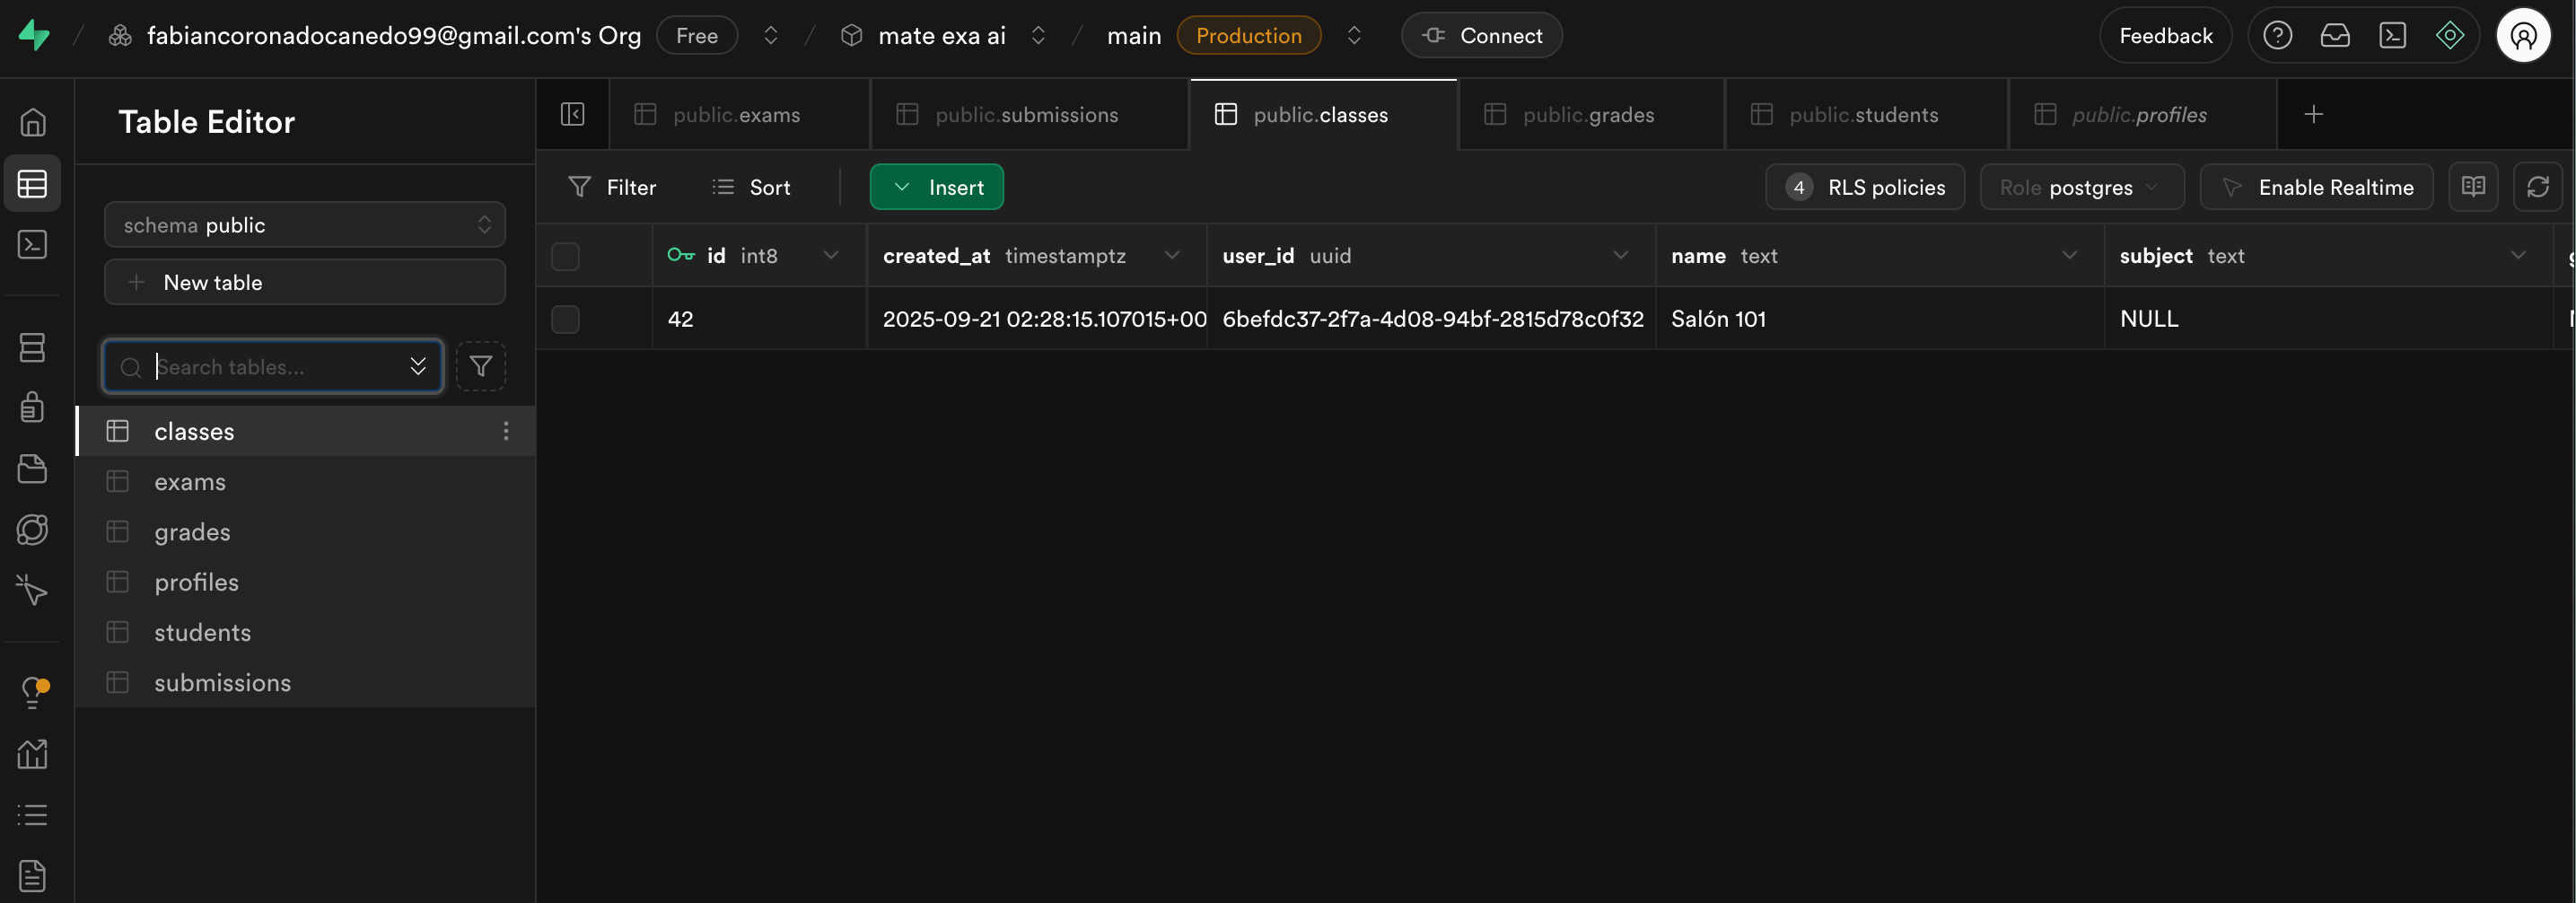 fabiancoronadocanedo99@gmail.com's Org Free mate exa ai main Production Connect Feedback
Table Editor
schema public
New table
Search tables...
classes
exams
grades
profiles
students
submissions
public.exams public.submissions public.classes public.grades public.students public.profiles
Filter Sort Insert 4 RLS policies Role postgres Enable Realtime
id int8 created_at timestamptz user_id uuid name text subject text
42 2025-09-21 02:28:15.107015+00 6befdc37-2f7a-4d08-94bf-2815d78c0f32 Salón 101 NULL